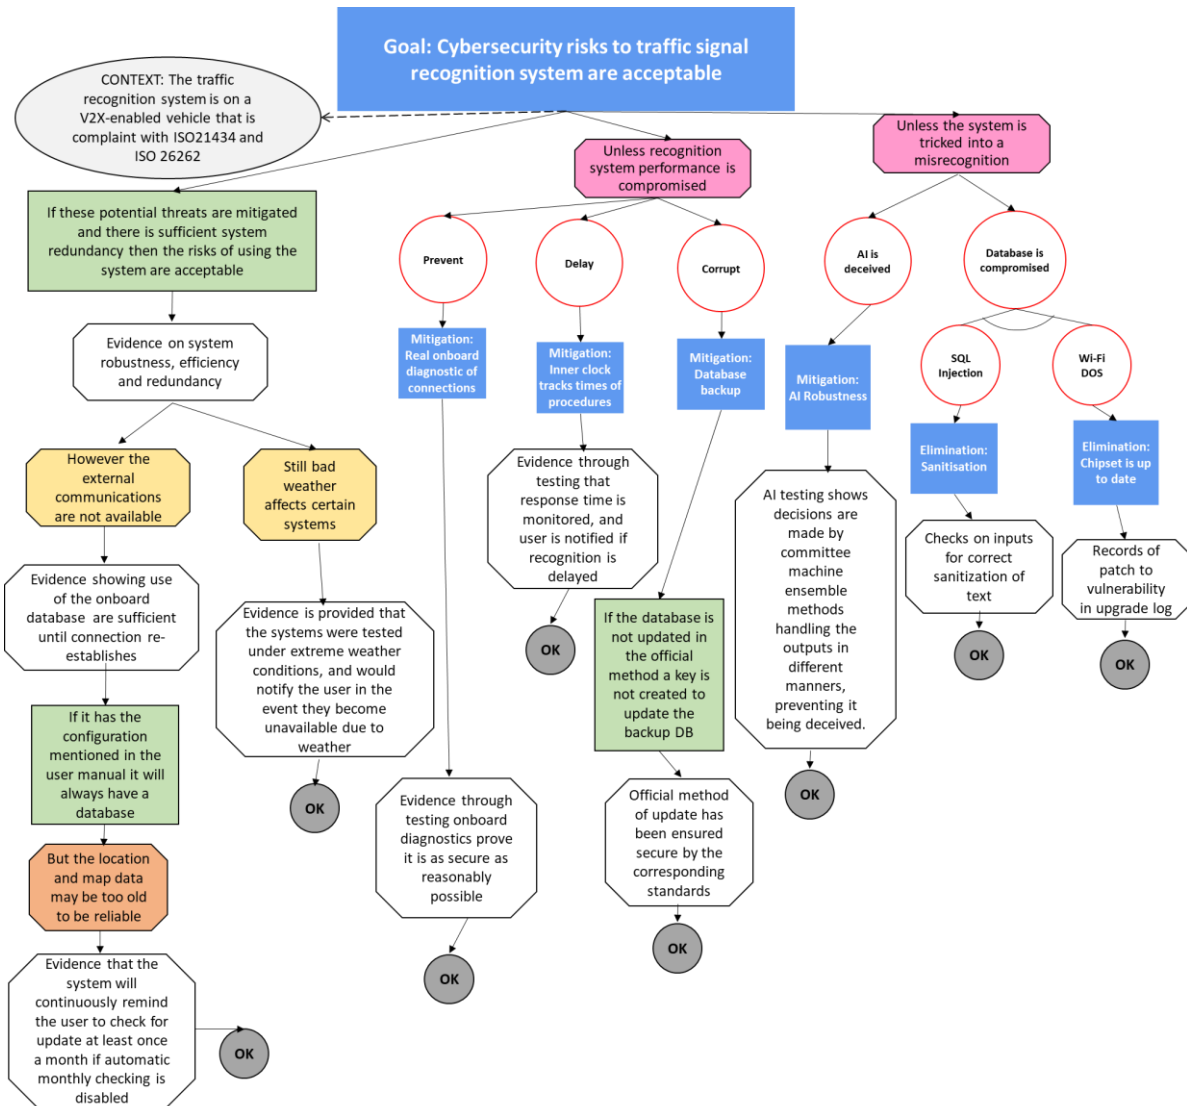 Goal: Cybersecurity risks to traffic signal
recognition system are acceptable
CONTEXT: The traffic
recognition system is on a
V2X-enabled vehicle that is
complaint with ISO21434 and
ISO 26262
Unless recognition
system performance is
compromised
Unless the system is
tricked into a
misrecognition
If these potential threats are mitigated
and there is sufficient system
redundancy then the risks of using the
system are acceptable
Prevent
Delay
Corrupt
AI is
deceived
Database is
compromised
Evidence on system
robustness, efficiency
and redundancy
Mitigation:
Real onboard
diagnostic of
connections
Mitigation:
Inner clock
tracks times of
procedures
Mitigation:
Database
backup
Mitigation:
AI Robustness
SQL
Injection
Wi-Fi
DOS
Elimination:
Sanitisation
Elimination:
Chipset is up
to date
However the
external
communications
are not available
Still bad
weather
affects certain
systems
Evidence through
testing that
response time is
monitored, and
user is notified if
recognition is
delayed
AI testing shows
decisions are
made by
committee
machine
ensemble
methods
handling the
outputs in
different
manners,
preventing it
being deceived.
Checks on inputs
for correct
sanitization of
text
Records of
patch to
vulnerability
in upgrade log
Evidence showing use
of the onboard
database are sufficient
until connection re-
establishes
Evidence is provided that
the systems were tested
under extreme weather
conditions, and would
notify the user in the
event they become
unavailable due to
weather
If the database is
not updated in
the official
method a key is
not created to
update the
backup DB
OK
OK
OK
If it has the
configuration
mentioned in the
user manual it will
always have a
database
OK
Evidence through
testing onboard
diagnostics prove
it is as secure as
reasonably
possible
Official method
of update has
been ensured
secure by the
corresponding
standards
OK
But the location
and map data
may be too old
to be reliable
OK
OK
Evidence that the
system will
continuously remind
the user to check for
update at least once
a month if automatic
monthly checking is
disabled
OK